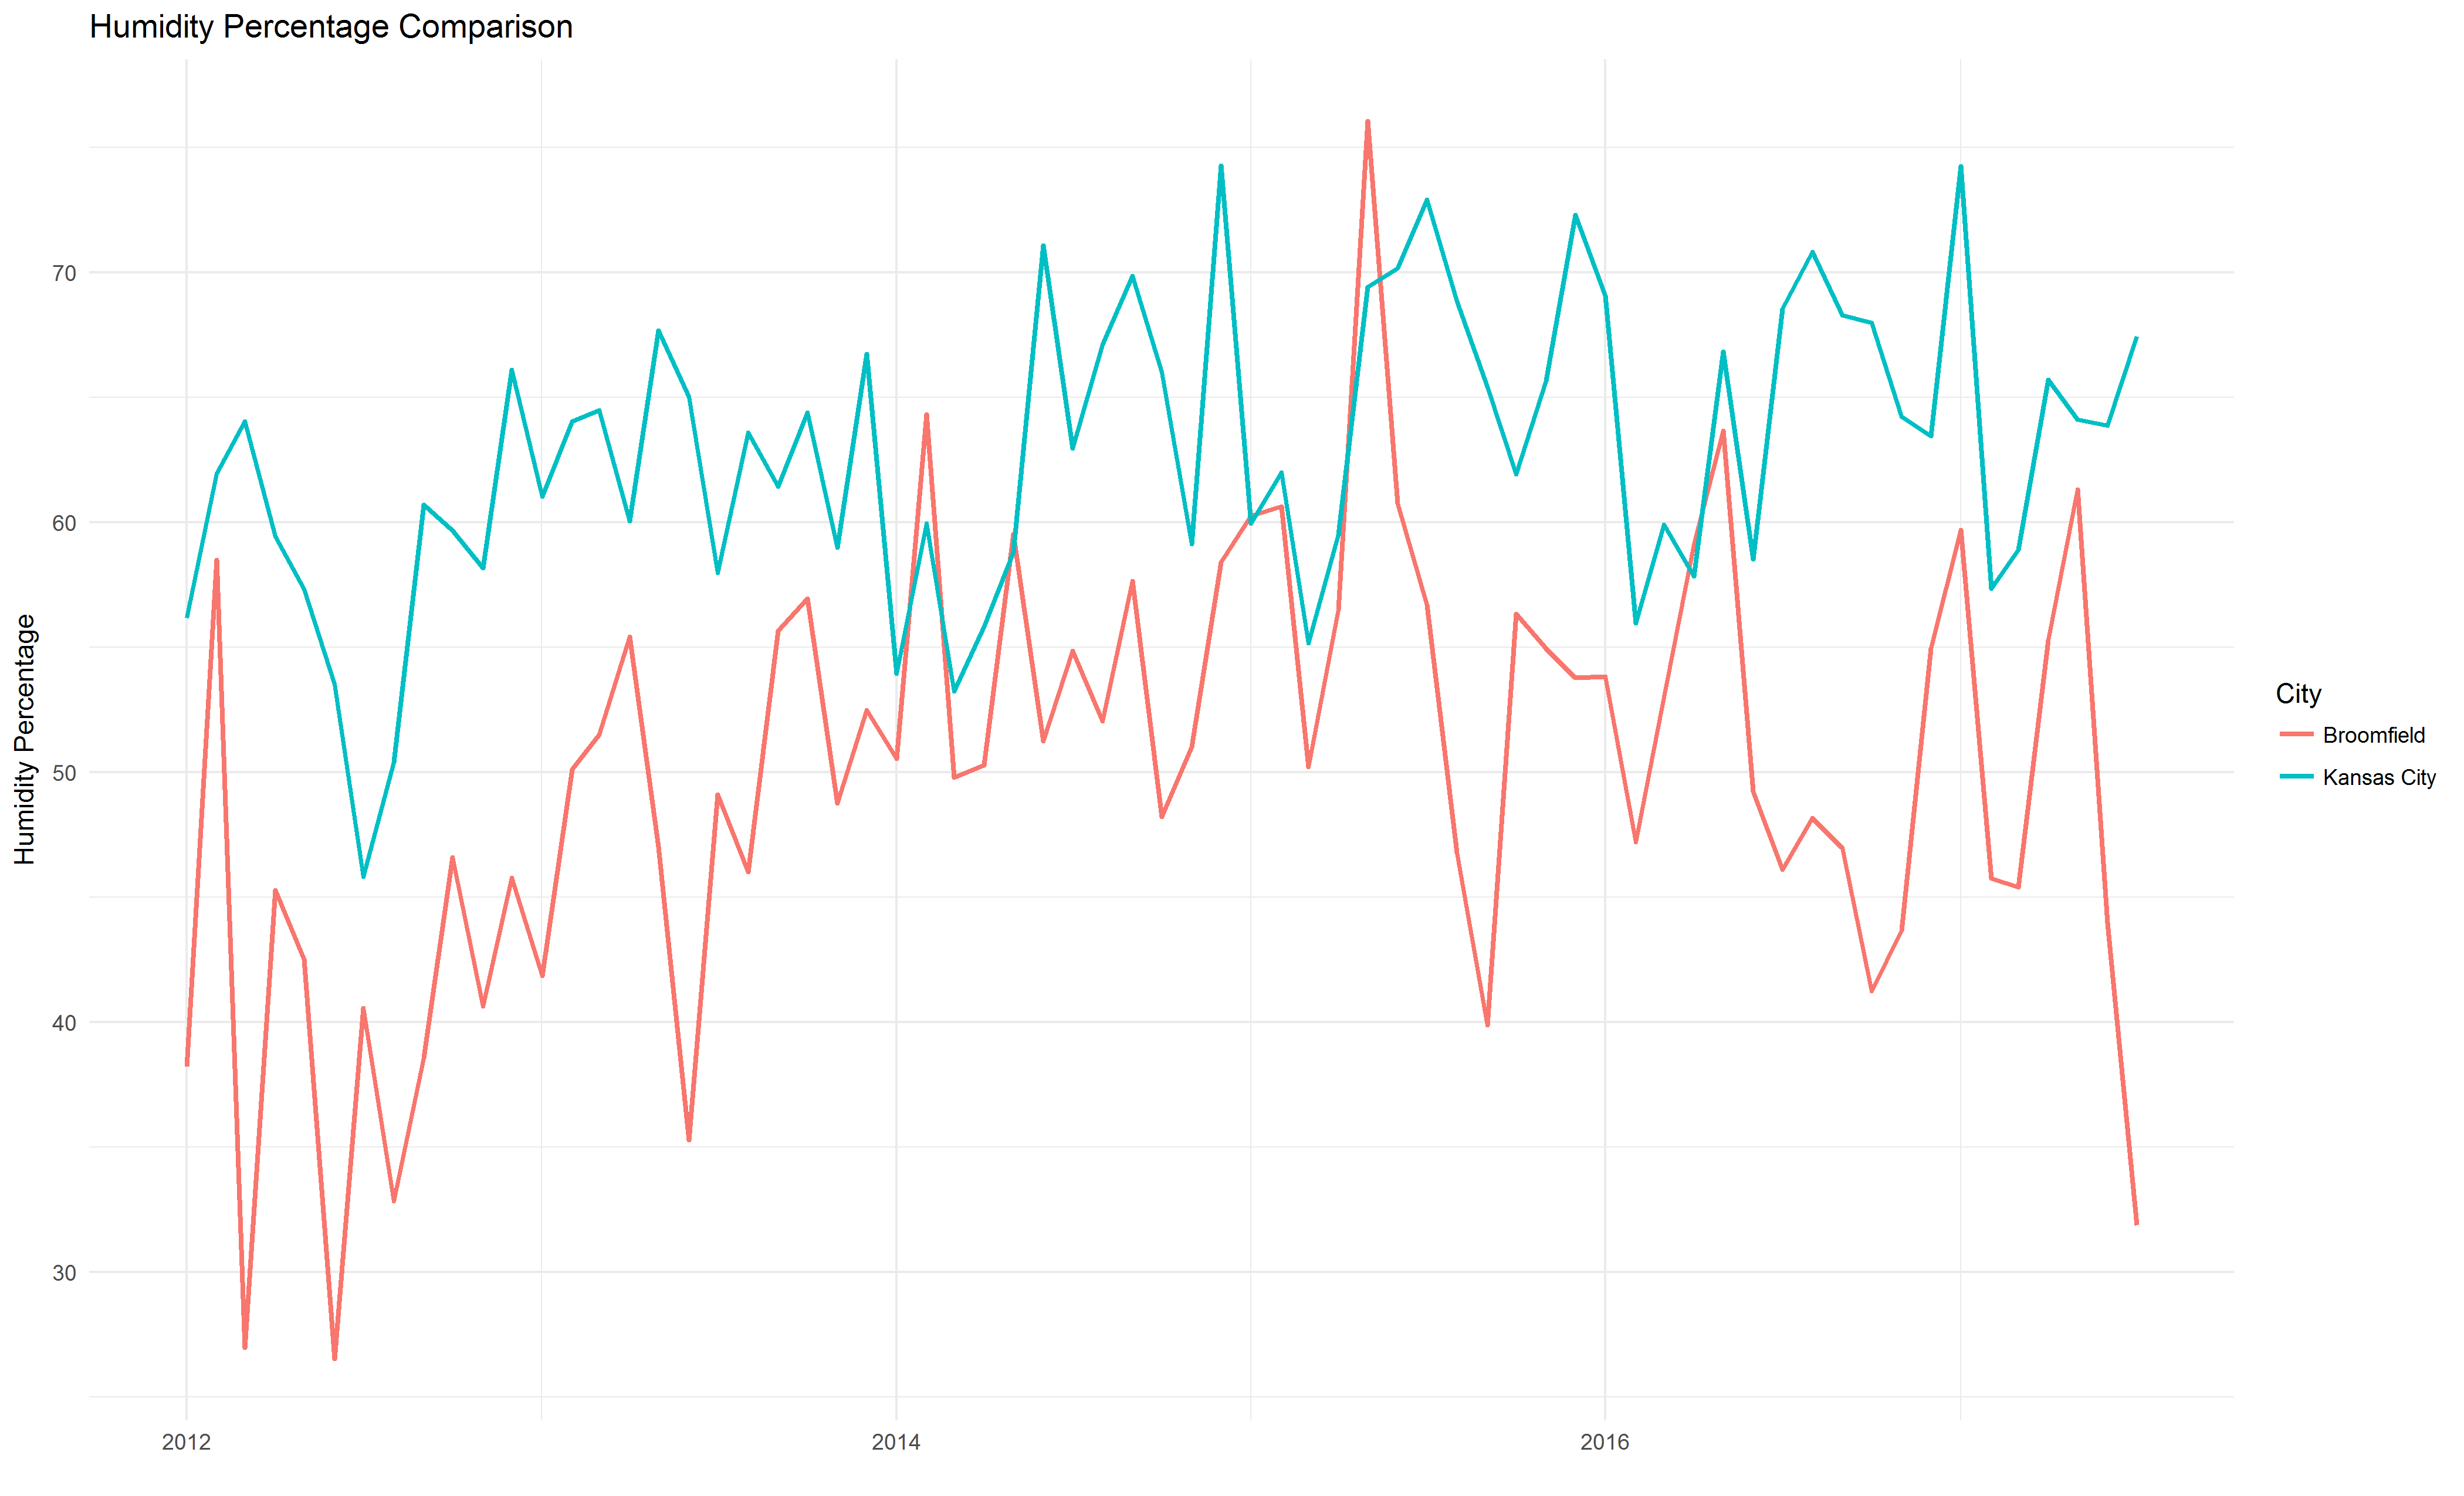 Humidity Percentage Comparison
Humidity Percentage
70
60
50
40
30
2012
2014
2016
City
Broomfield
Kansas City